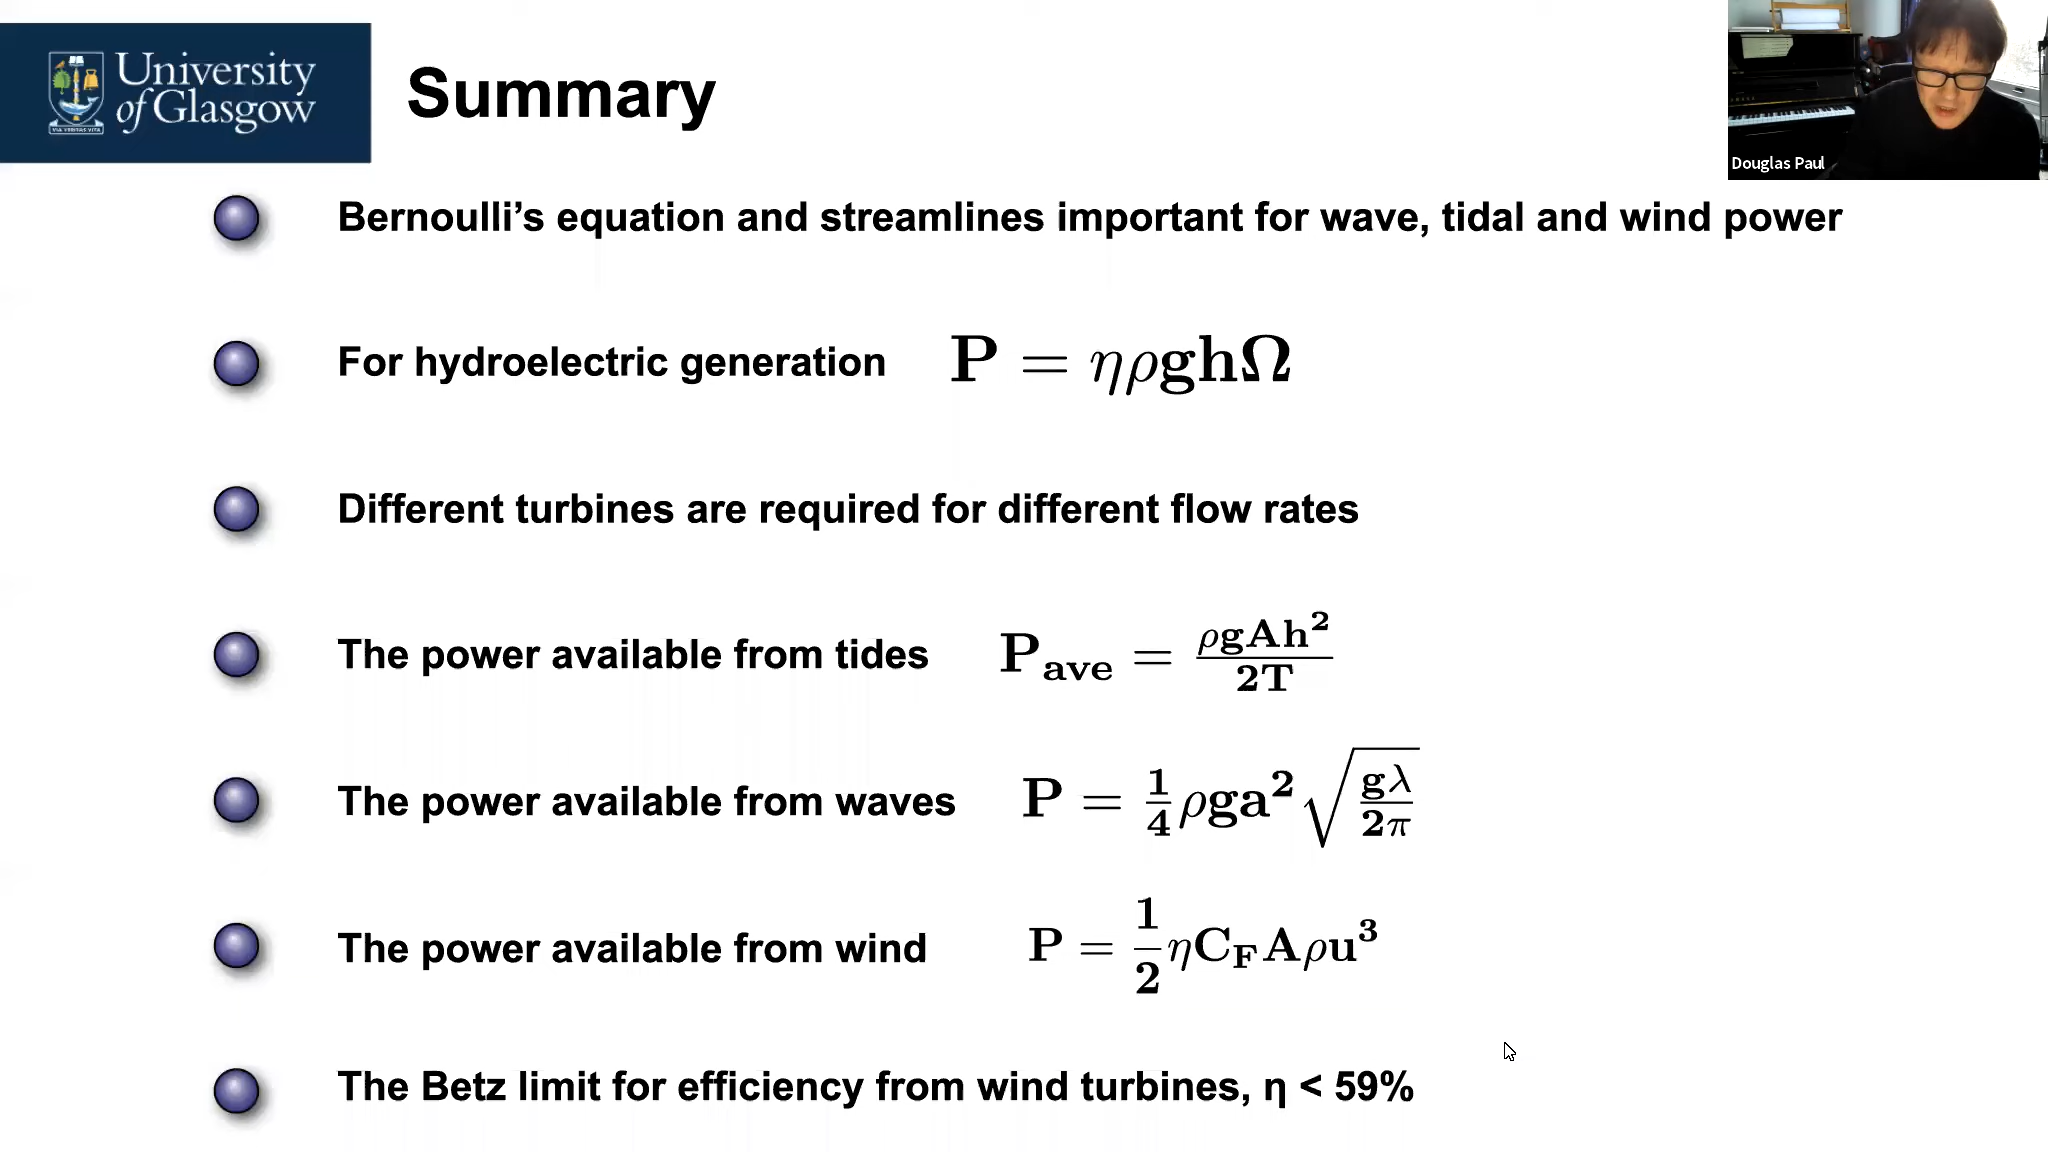 University
of Glasgow
VIA VERITAS VITA
Summary
Douglas Paul
Bernoulli’s equation and streamlines important for wave, tidal and wind power
For hydroelectric generation P = ηρghΩ
Different turbines are required for different flow rates
The power available from tides P_ave = ρgAh²/2T
The power available from waves P = 1/4 ρga² √(gλ/2π)
The power available from wind P = 1/2 ηC_F Aρu³
The Betz limit for efficiency from wind turbines, η < 59%